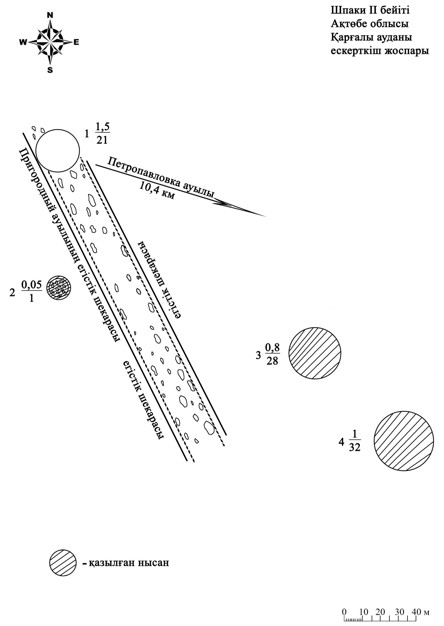 Шпаки II бейіті
Ақтөбе облысы
Қарғалы ауданы
ескерткіш жоспары
N
W E
S
1 1,5
21
Петропавловка ауылы
10,4 км
Пригородный ауылының егістік шекарасы
егістік шекарасы
егістік шекарасы
2 0,05
1
3 0,8
28
4 1
32
- қазылған нысан
0 10 20 40 м